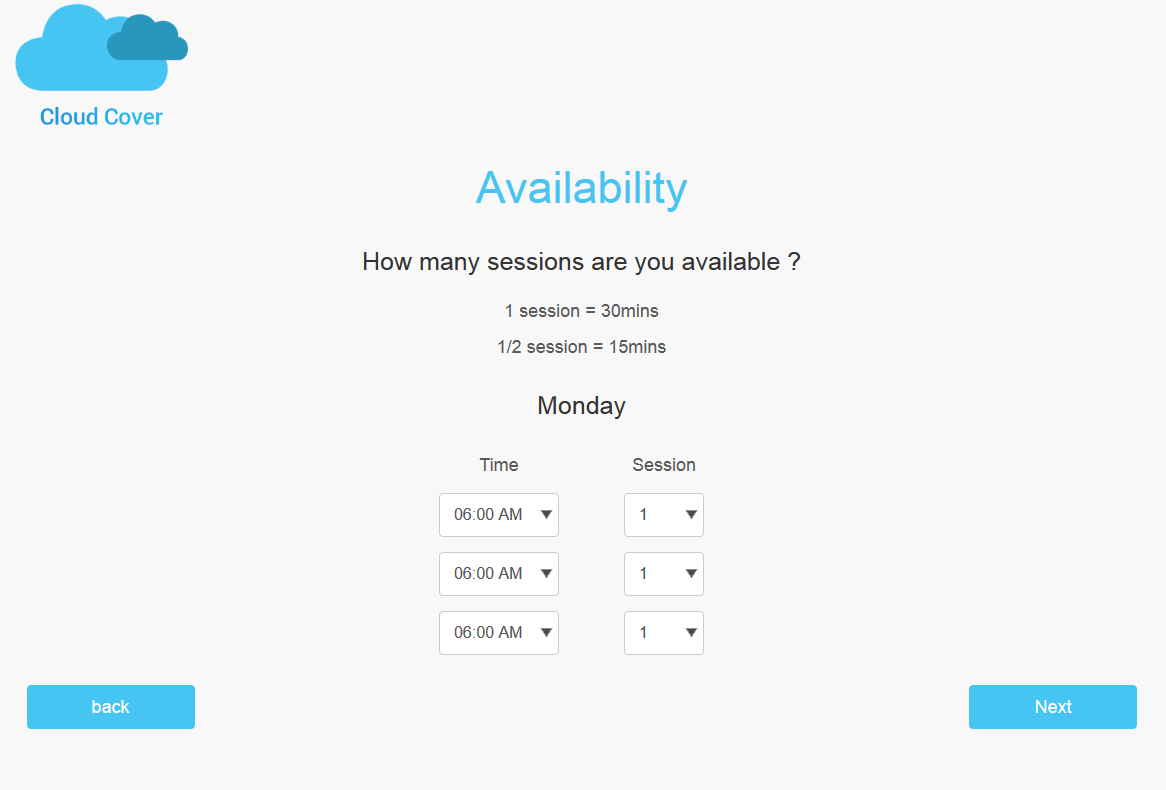 Cloud Cover
Availability
How many sessions are you available ?
1 session = 30mins
1/2 session = 15mins
Monday
Time Session
06:00 AM 1
06:00 AM 1
06:00 AM 1
back Next